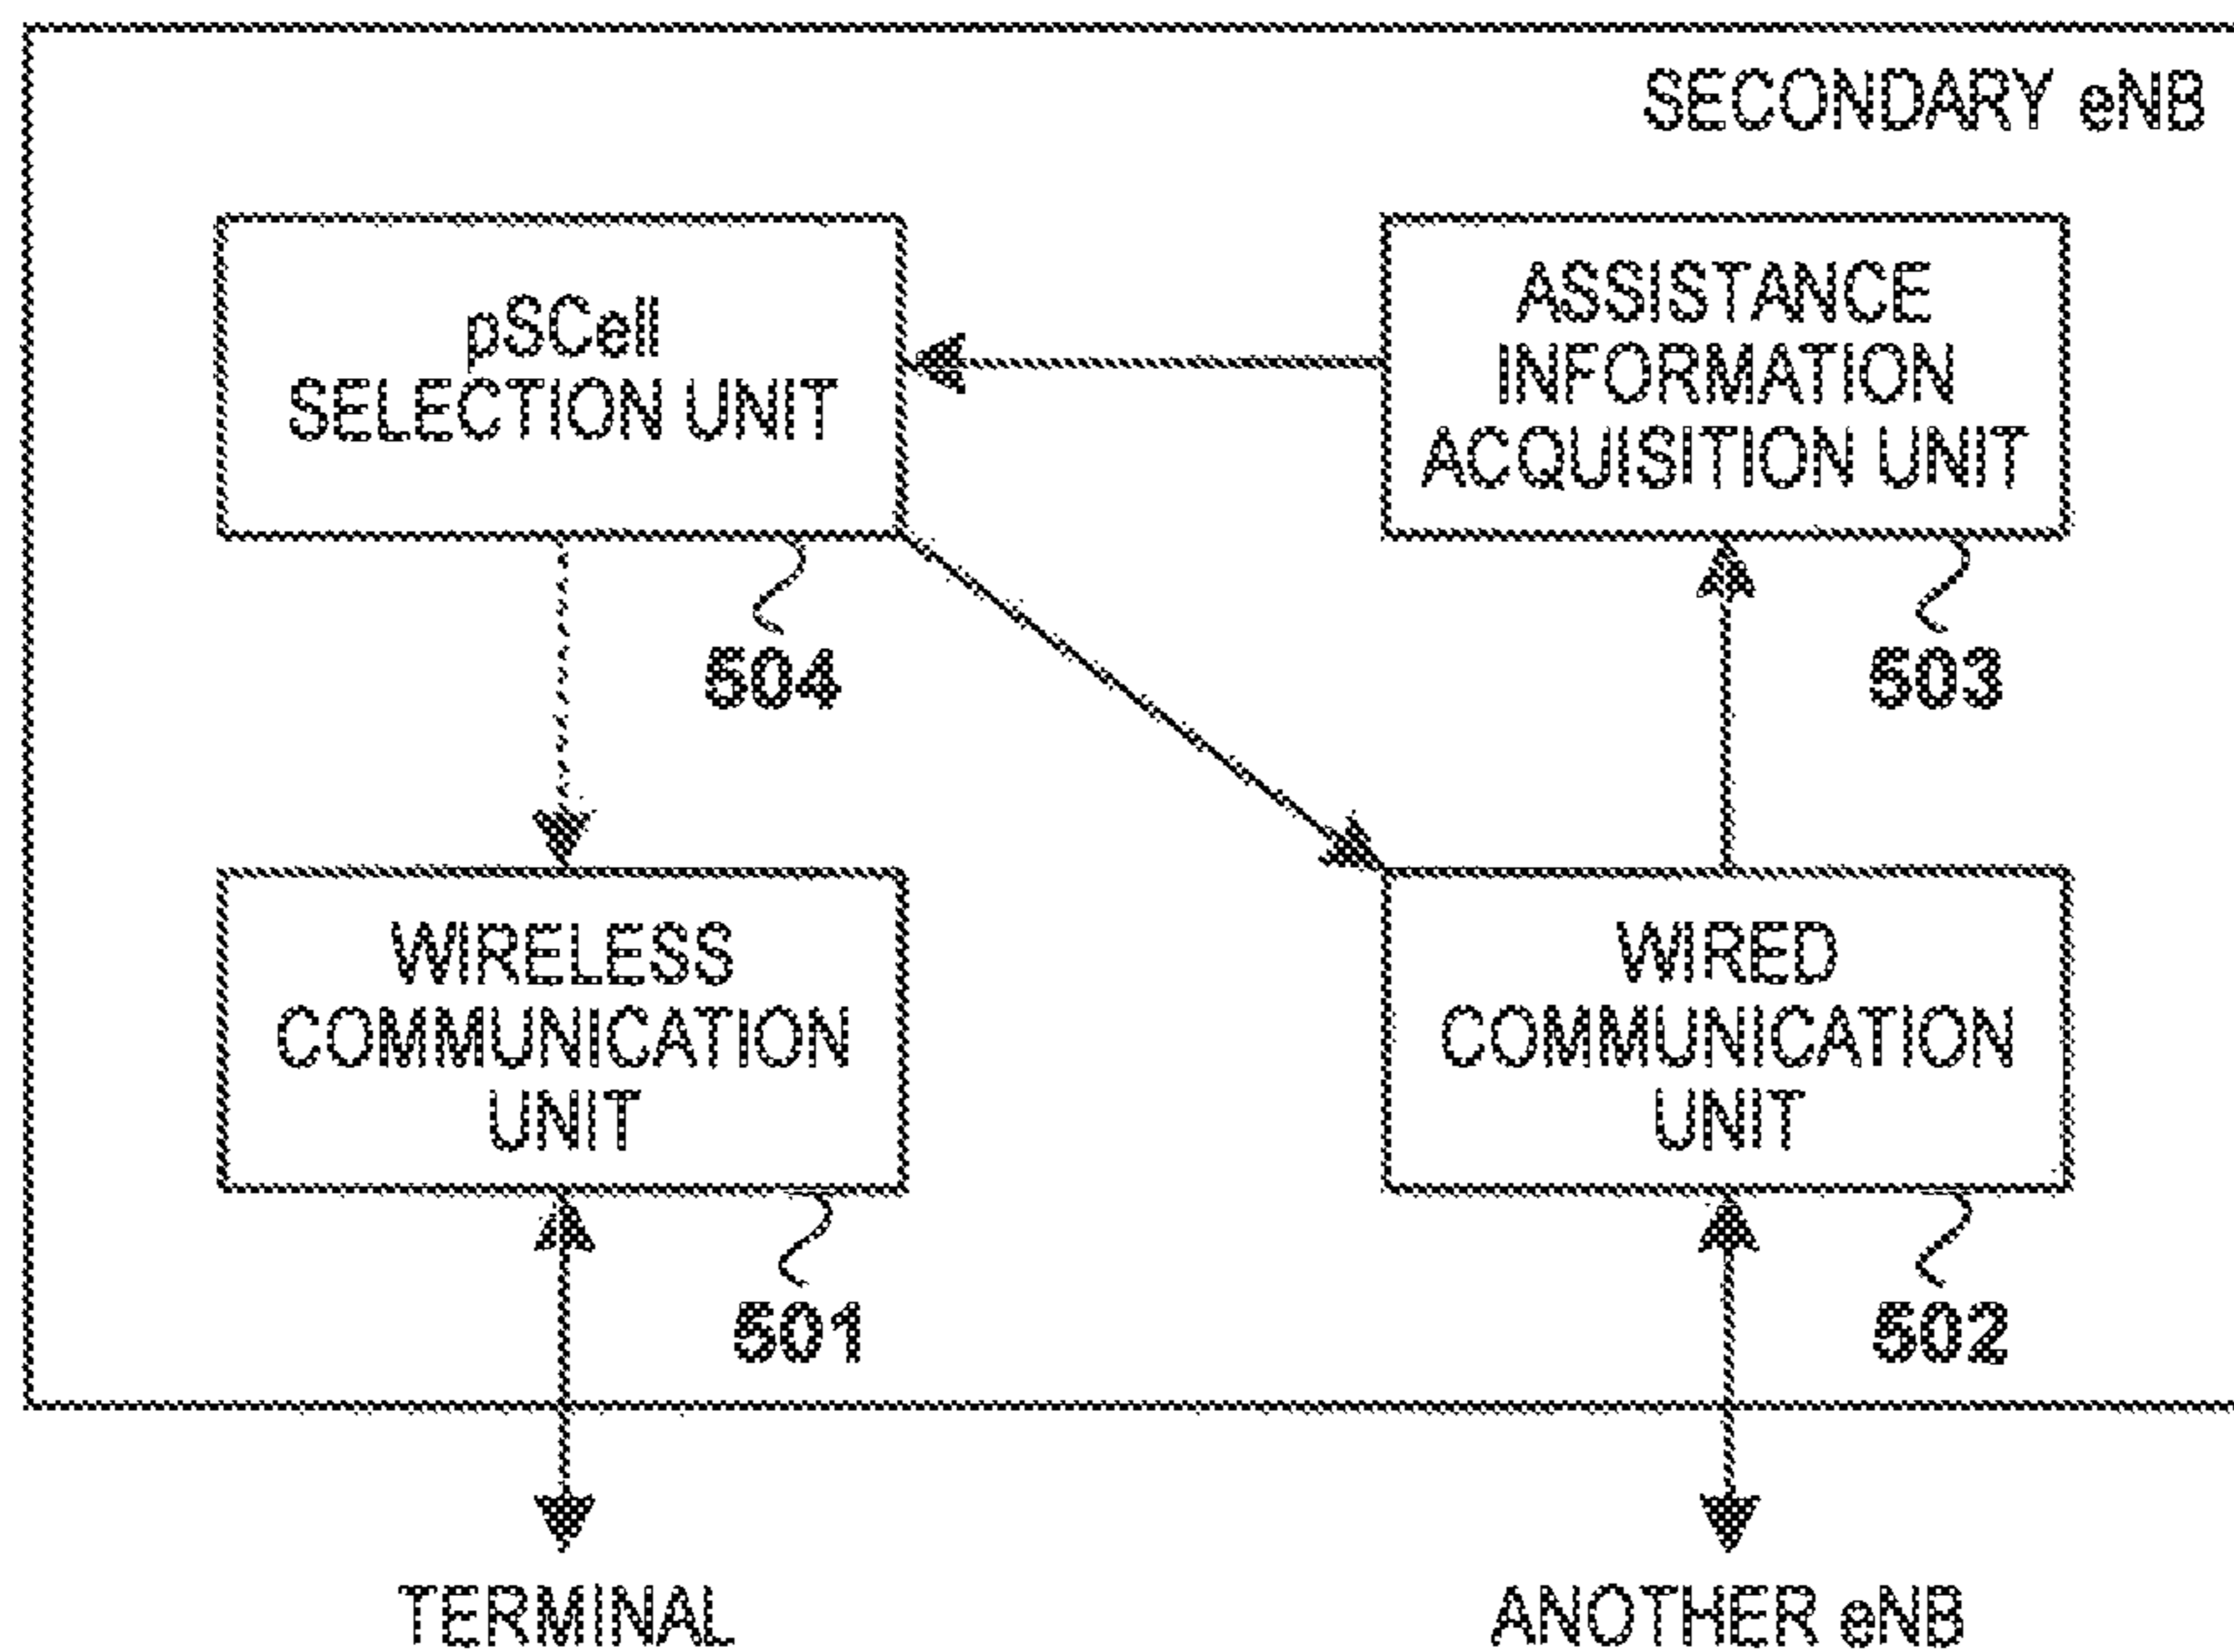 SECONDARY eNB
pSCell
SELECTION UNIT
ASSISTANCE
INFORMATION
ACQUISITION UNIT
504
503
WIRELESS
COMMUNICATION
UNIT
WIRED
COMMUNICATION
UNIT
501
502
TERMINAL
ANOTHER eNB